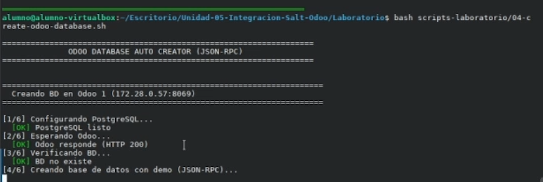 alumno@alumno-virtualbox:~/Escritorio/Unidad-05-Integracion-Salt-Odoo/Laboratorio$ bash scripts-laboratorio/04-c
reate-odoo-database.sh
================================================================
ODOO DATABASE AUTO CREATOR (JSON-RPC)
================================================================
================================================================
Creando BD en Odoo 1 (172.28.0.57:8069)
================================================================
[1/6] Configurando PostgreSQL...
[OK] PostgreSQL listo
[2/6] Esperando Odoo...
[OK] Odoo responde (HTTP 200)
[3/6] Verificando BD...
[OK] BD no existe
[4/6] Creando base de datos con demo (JSON-RPC)...